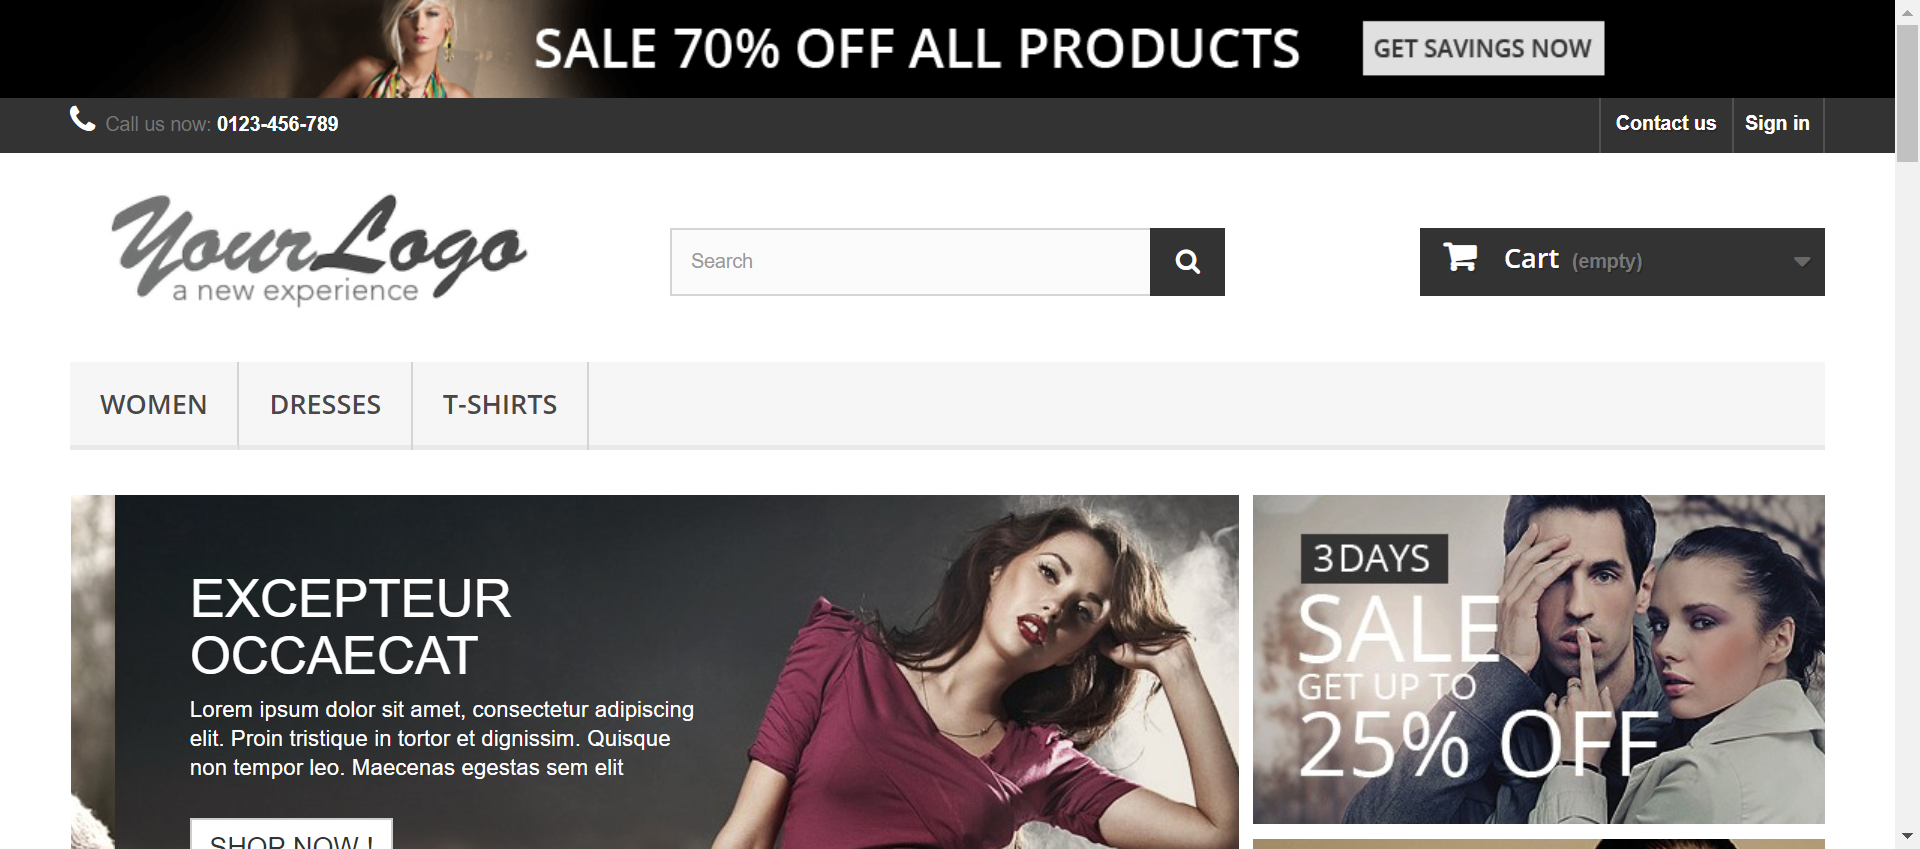 SALE 70% OFF ALL PRODUCTS
GET SAVINGS NOW
Call us now: 0123-456-789
Contact us
Sign in
YourLogo
a new experience
Search
Cart (empty)
WOMEN
DRESSES
T-SHIRTS
EXCEPTEUR
OCCAECAT
Lorem ipsum dolor sit amet, consectetur adipiscing
elit. Proin tristique in tortor et dignissim. Quisque
non tempor leo. Maecenas egestas sem elit
SHOP NOW !
3 DAYS
SALE
GET UP TO
25% OFF